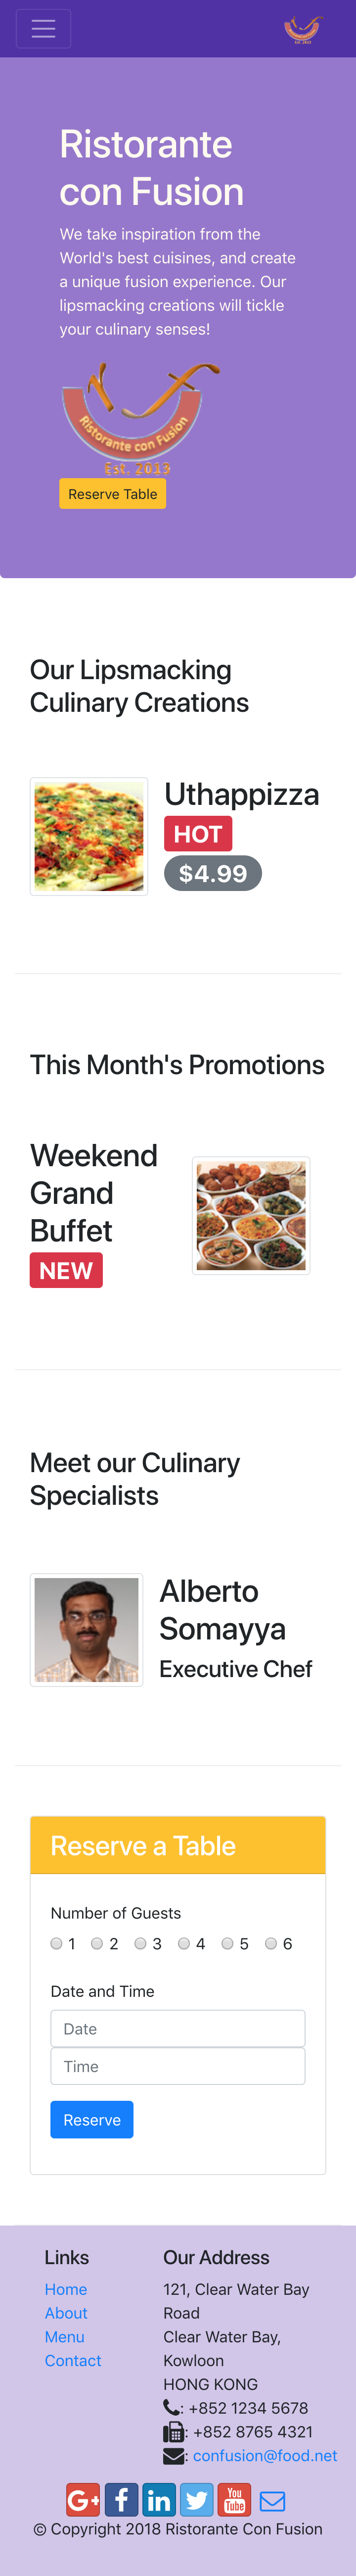 Ristorante
con Fusion
We take inspiration from the
World's best cuisines, and create
a unique fusion experience. Our
lipsmacking creations will tickle
your culinary senses!
Ristorante con Fusion
Est. 2019
Reserve Table
Our Lipsmacking
Culinary Creations
Uthappizza
HOT
$4.99
This Month's Promotions
Weekend
Grand
Buffet
NEW
Meet our Culinary
Specialists
Alberto
Somayya
Executive Chef
Reserve a Table
Number of Guests
1 2 3 4 5 6
Date and Time
Date
Time
Reserve
Links
Home
About
Menu
Contact
Our Address
121, Clear Water Bay
Road
Clear Water Bay,
Kowloon
HONG KONG
: +852 1234 5678
: +852 8765 4321
: confusion@food.net
G+ f in You Tube
© Copyright 2018 Ristorante Con Fusion